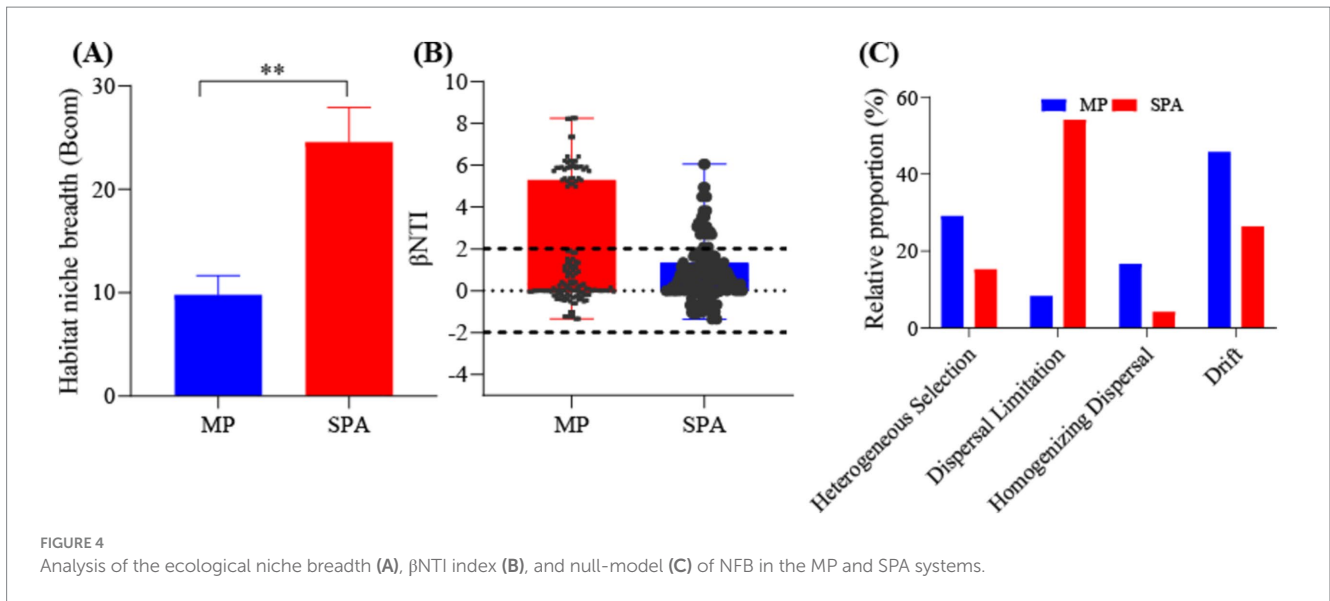 (A)
**
Habitat niche breadth (Bcom)
30
20
10
0
MP
SPA
(B)
βNTI
10
8
6
4
2
0
-2
-4
MP
SPA
(C)
Relative proportion (%)
60
40
20
0
MP
SPA
Heterogeneous Selection
Dispersal Limitation
Homogenizing Dispersal
Drift
FIGURE 4
Analysis of the ecological niche breadth (A), βNTI index (B), and null-model (C) of NFB in the MP and SPA systems.